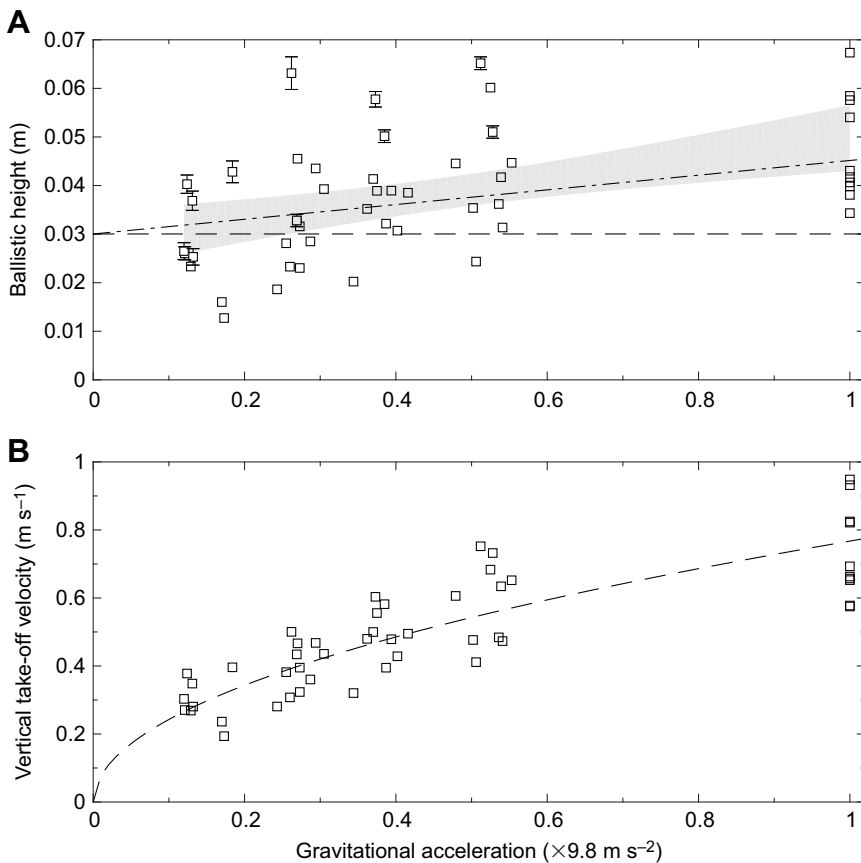 A
0.07
0.06
0.05
0.04
0.03
0.02
0.01
0
Ballistic height (m)
0 0.2 0.4 0.6 0.8 1
B
1
0.8
0.6
0.4
0.2
0
Vertical take-off velocity (m s−1)
0 0.2 0.4 0.6 0.8 1
Gravitational acceleration (×9.8 m s−2)